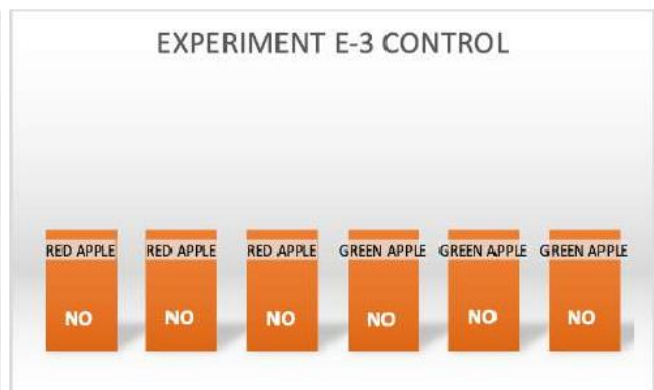 EXPERIMENT E-3 CONTROL
RED APPLE RED APPLE RED APPLE GREEN APPLE GREEN APPLE GREEN APPLE
NO NO NO NO NO NO